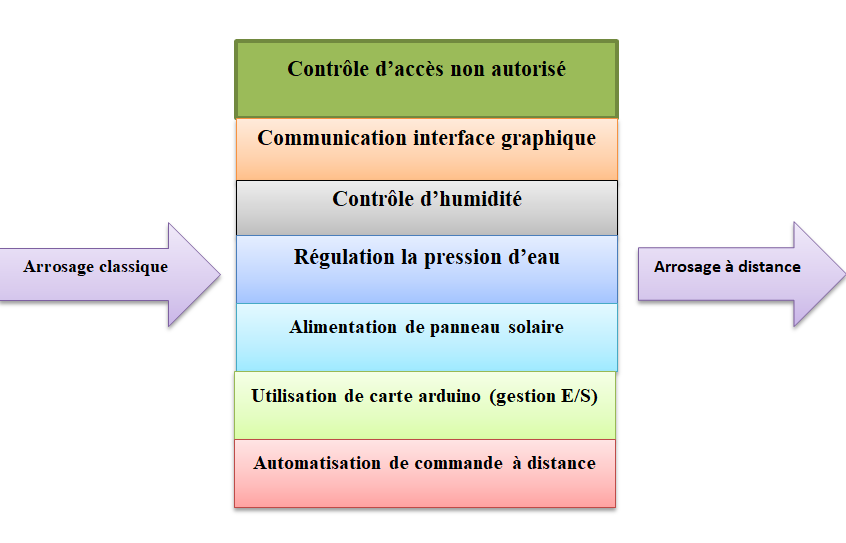 Contrôle d’accès non autorisé
Communication interface graphique
Contrôle d’humidité
Régulation la pression d’eau
Arrosage classique
Arrosage à distance
Alimentation de panneau solaire
Utilisation de carte arduino (gestion E/S)
Automatisation de commande à distance